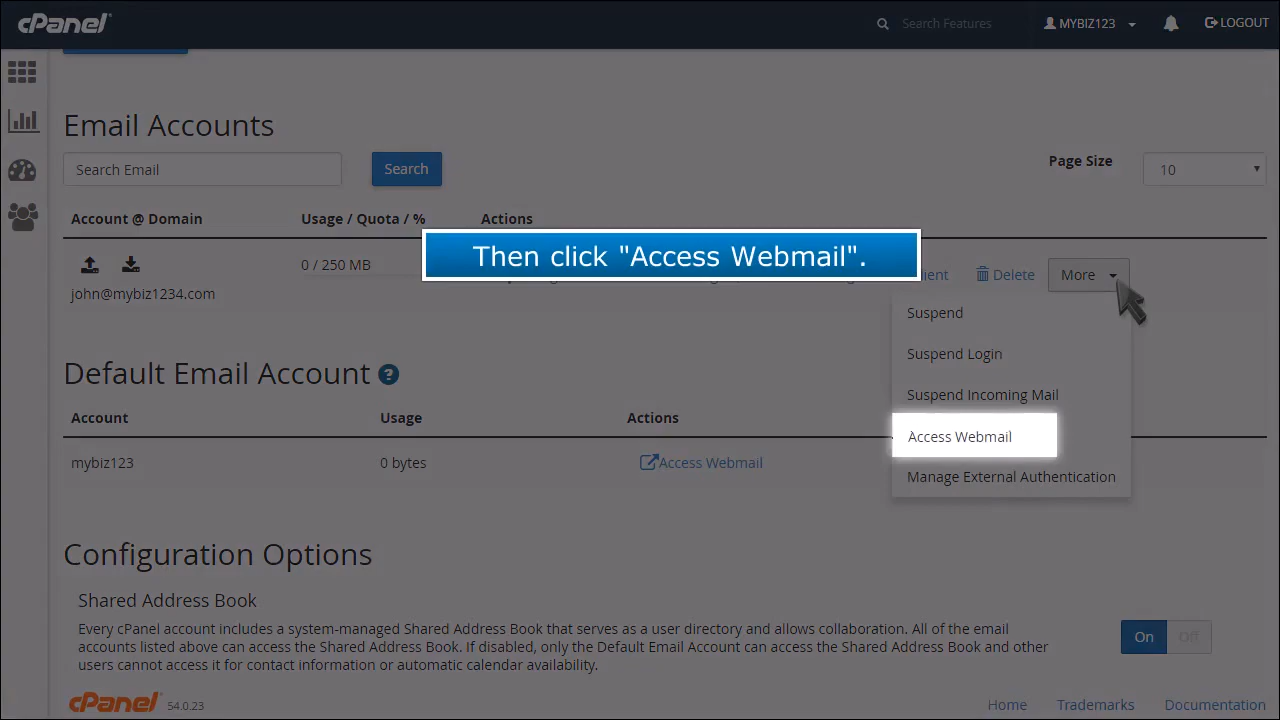 cPanel
Search Features
MYBIZ123
LOGOUT
Email Accounts
Search Email
Search
Page Size
10
Account @ Domain
Usage / Quota / %
Actions
Then click "Access Webmail".
0 / 250 MB
Delete
More
john@mybiz1234.com
Suspend
Suspend Login
Suspend Incoming Mail
Access Webmail
Manage External Authentication
Default Email Account
Account
Usage
Actions
mybiz123
0 bytes
Access Webmail
Configuration Options
Shared Address Book
Every cPanel account includes a system-managed Shared Address Book that serves as a user directory and allows collaboration. All of the email
accounts listed above can access the Shared Address Book. If disabled, only the Default Email Account can access the Shared Address Book and other
users cannot access it for contact information or automatic calendar availability.
On
Off
cPanel 54.0.23
Home
Trademarks
Documentation